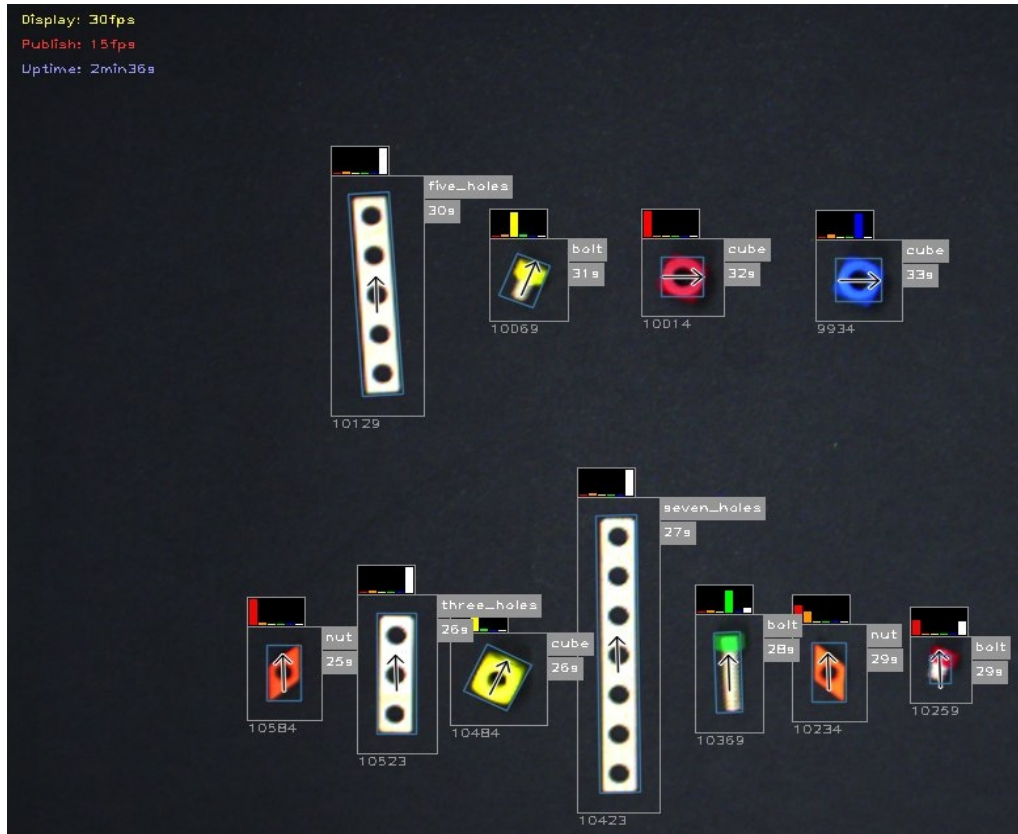 Display: 30fps
Publish: 15fps
Uptime: 2min36s
five_holes
30s
10129
bolt
31s
10069
cube
32s
10014
cube
33s
9934
nut
25s
10584
three_holes
26s
10523
cube
26s
10484
seven_holes
27s
10423
bolt
28s
10369
nut
29s
10234
bolt
29s
10259